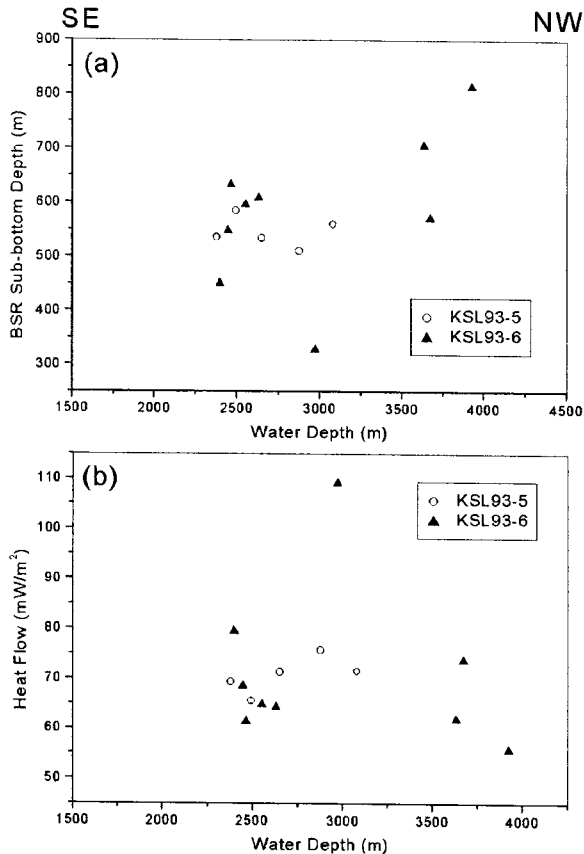 SE NW
(a)
BSR Sub-bottom Depth (m)
900
800
700
600
500
400
300
KSL93-5
KSL93-6
1500 2000 2500 3000 3500 4000 4500
Water Depth (m)
(b)
Heat Flow (mW/m²)
110
100
90
80
70
60
50
KSL93-5
KSL93-6
1500 2000 2500 3000 3500 4000
Water Depth (m)